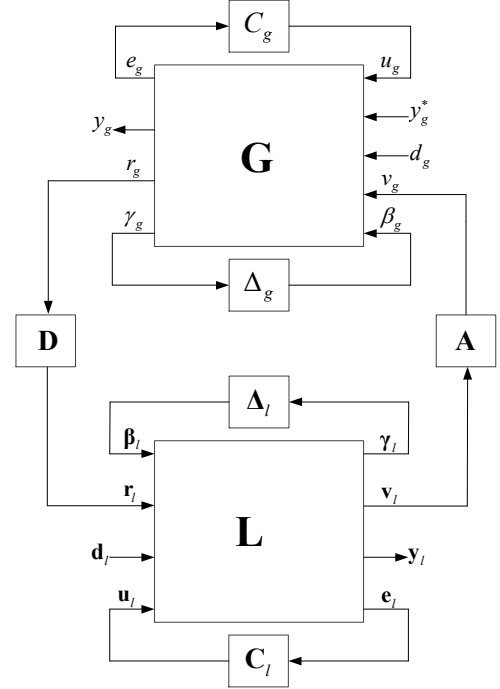 C_g
e_g u_g
y_g y_g^*
G
d_g
r_g v_g
γ_g β_g
Δ_g
D A
Δ_l
β_l γ_l
r_l v_l
L
d_l y_l
u_l e_l
C_l